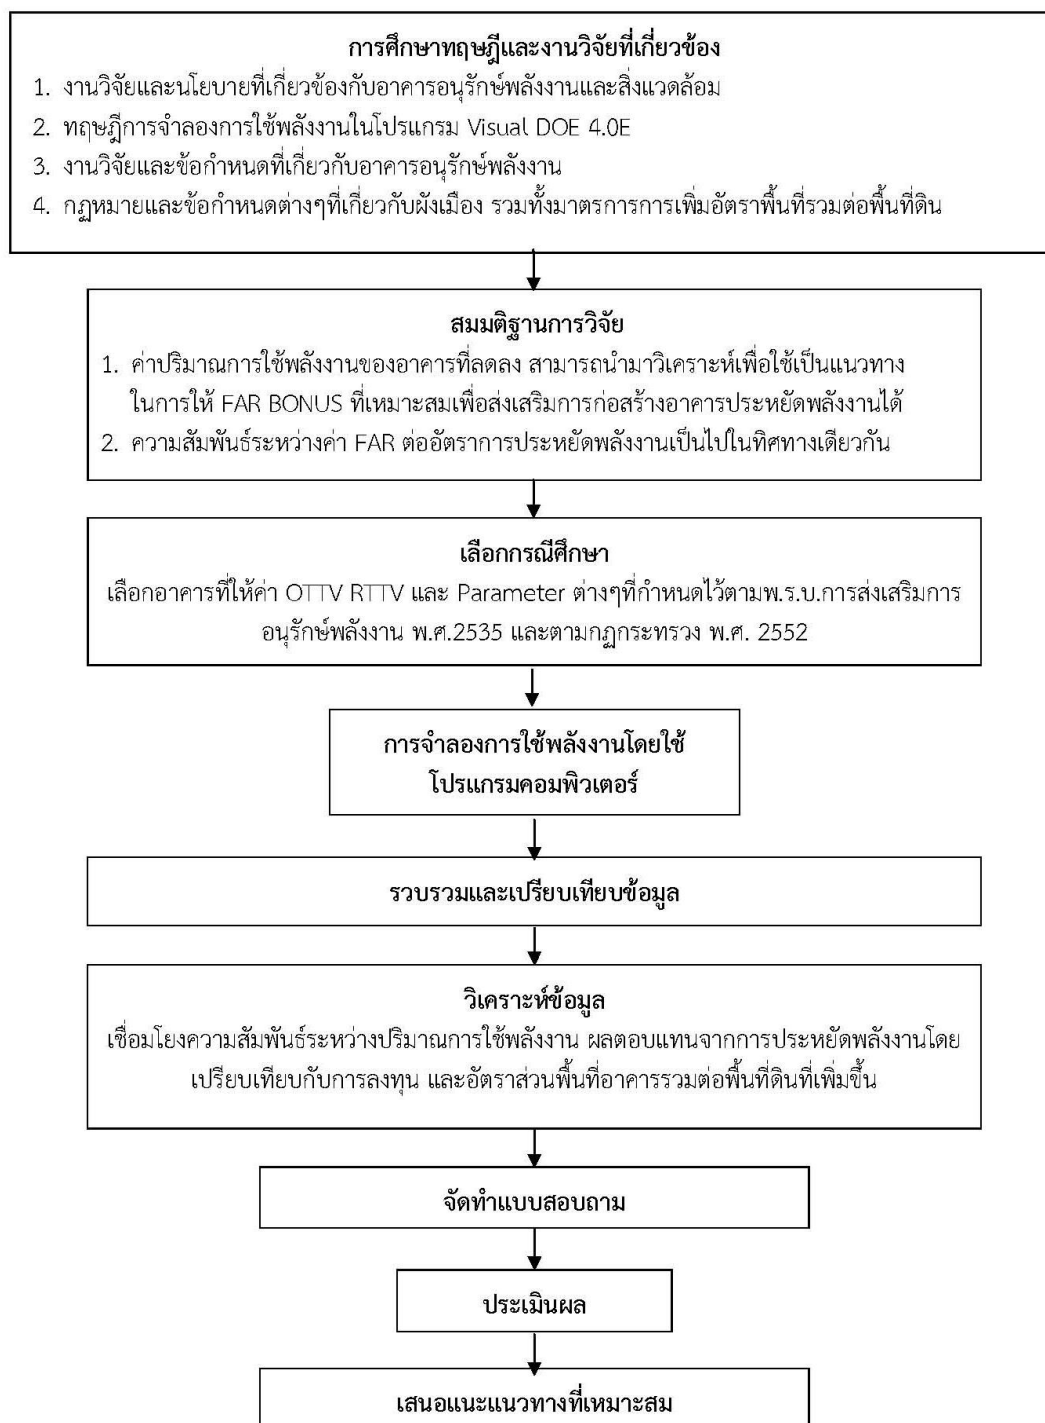 การศึกษาทฤษฎีและงานวิจัยที่เกี่ยวข้อง
1. งานวิจัยและนโยบายที่เกี่ยวข้องกับอาคารอนุรักษ์พลังงานและสิ่งแวดล้อม
2. ทฤษฎีการจำลองการใช้พลังงานในโปรแกรม Visual DOE 4.0E
3. งานวิจัยและข้อกำหนดที่เกี่ยวกับอาคารอนุรักษ์พลังงาน
4. กฎหมายและข้อกำหนดต่างๆที่เกี่ยวกับผังเมือง รวมทั้งมาตรการการเพิ่มอัตราพื้นที่รวมต่อพื้นที่ดิน
สมมติฐานการวิจัย
1. ค่าปริมาณการใช้พลังงานของอาคารที่ลดลง สามารถนำมาวิเคราะห์เพื่อใช้เป็นแนวทาง
ในการให้ FAR BONUS ที่เหมาะสมเพื่อส่งเสริมการก่อสร้างอาคารประหยัดพลังงานได้
2. ความสัมพันธ์ระหว่างค่า FAR ต่ออัตราการประหยัดพลังงานเป็นไปในทิศทางเดียวกัน
เลือกกรณีศึกษา
เลือกอาคารที่ให้ค่า OTTV RTTV และ Parameter ต่างๆที่กำหนดไว้ตามพ.ร.บ.การส่งเสริมการ
อนุรักษ์พลังงาน พ.ศ.2535 และตามกฎกระทรวง พ.ศ. 2552
การจำลองการใช้พลังงานโดยใช้
โปรแกรมคอมพิวเตอร์
รวบรวมและเปรียบเทียบข้อมูล
วิเคราะห์ข้อมูล
เชื่อมโยงความสัมพันธ์ระหว่างปริมาณการใช้พลังงาน ผลตอบแทนจากการประหยัดพลังงานโดย
เปรียบเทียบกับการลงทุน และอัตราส่วนพื้นที่อาคารรวมต่อพื้นที่ดินที่เพิ่มขึ้น
จัดทำแบบสอบถาม
ประเมินผล
เสนอแนะแนวทางที่เหมาะสม